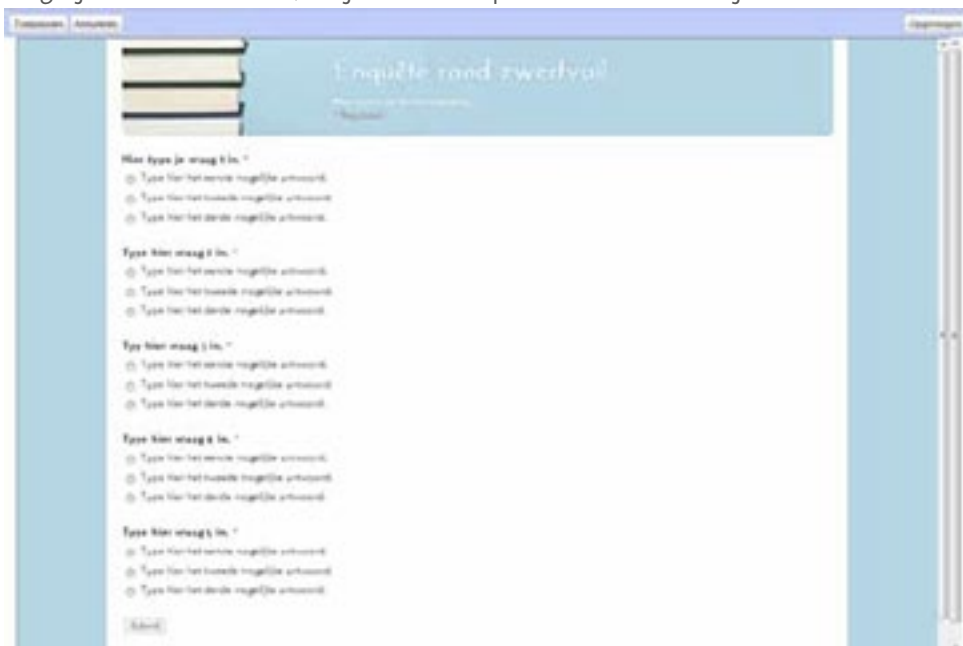 Toepassen Annuleren
Enquête rond zwerfvuil
* Required
Hier type je vraag 1 in. *
Type hier het eerste mogelijke antwoord.
Type hier het tweede mogelijke antwoord.
Type hier het derde mogelijke antwoord.
Type hier vraag 2 in. *
Type hier het eerste mogelijke antwoord.
Type hier het tweede mogelijke antwoord.
Type hier het derde mogelijke antwoord.
Typ hier vraag 3 in. *
Type hier het eerste mogelijke antwoord.
Type hier het tweede mogelijke antwoord.
Type hier het derde mogelijke antwoord.
Type hier vraag 4 in. *
Type hier het eerste mogelijke antwoord.
Type hier het tweede mogelijke antwoord.
Type hier het derde mogelijke antwoord.
Type hier vraag 5 in. *
Type hier het eerste mogelijke antwoord.
Type hier het tweede mogelijke antwoord.
Type hier het derde mogelijke antwoord.
Submit